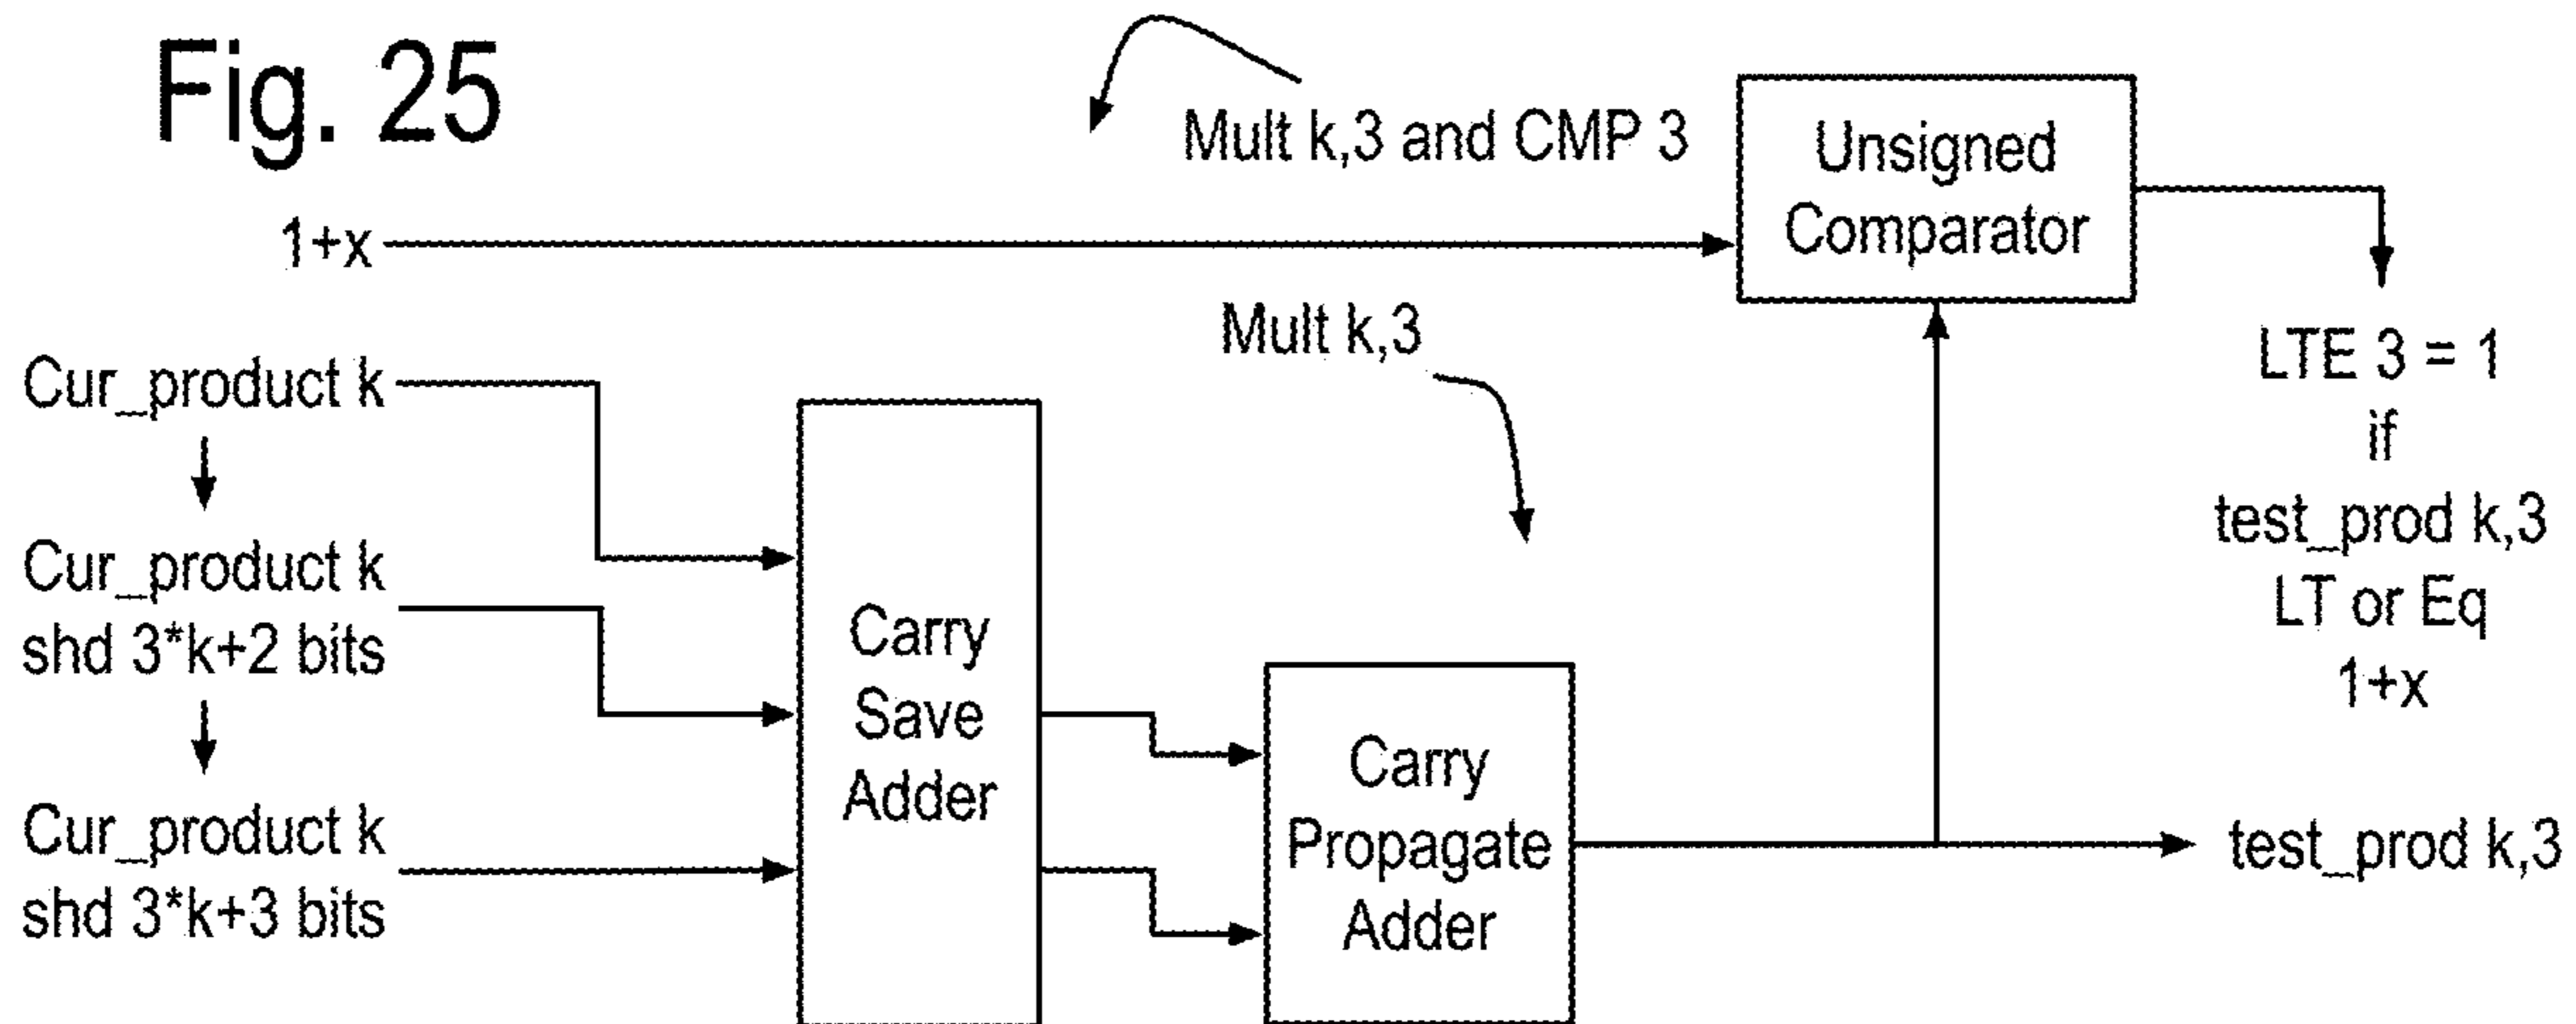 Fig. 25
Mult k,3 and CMP 3
Unsigned
Comparator
1+x
Mult k,3
LTE 3 = 1
if
test_prod k,3
LT or Eq
1+x
Cur_product k
Cur_product k
shd 3*k+2 bits
Cur_product k
shd 3*k+3 bits
Carry
Save
Adder
Carry
Propagate
Adder
test_prod k,3